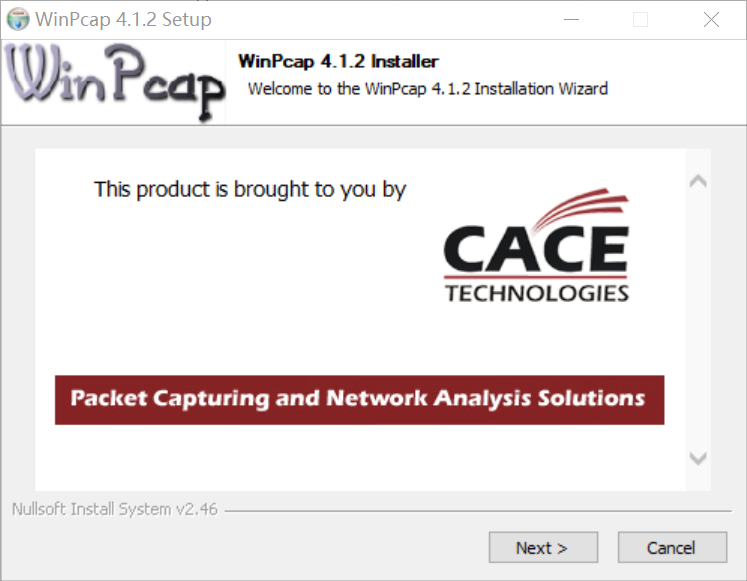 WinPcap 4.1.2 Setup
WinPcap
WinPcap 4.1.2 Installer
Welcome to the WinPcap 4.1.2 Installation Wizard
This product is brought to you by
CACE
TECHNOLOGIES
Packet Capturing and Network Analysis Solutions
Nullsoft Install System v2.46
Next >
Cancel